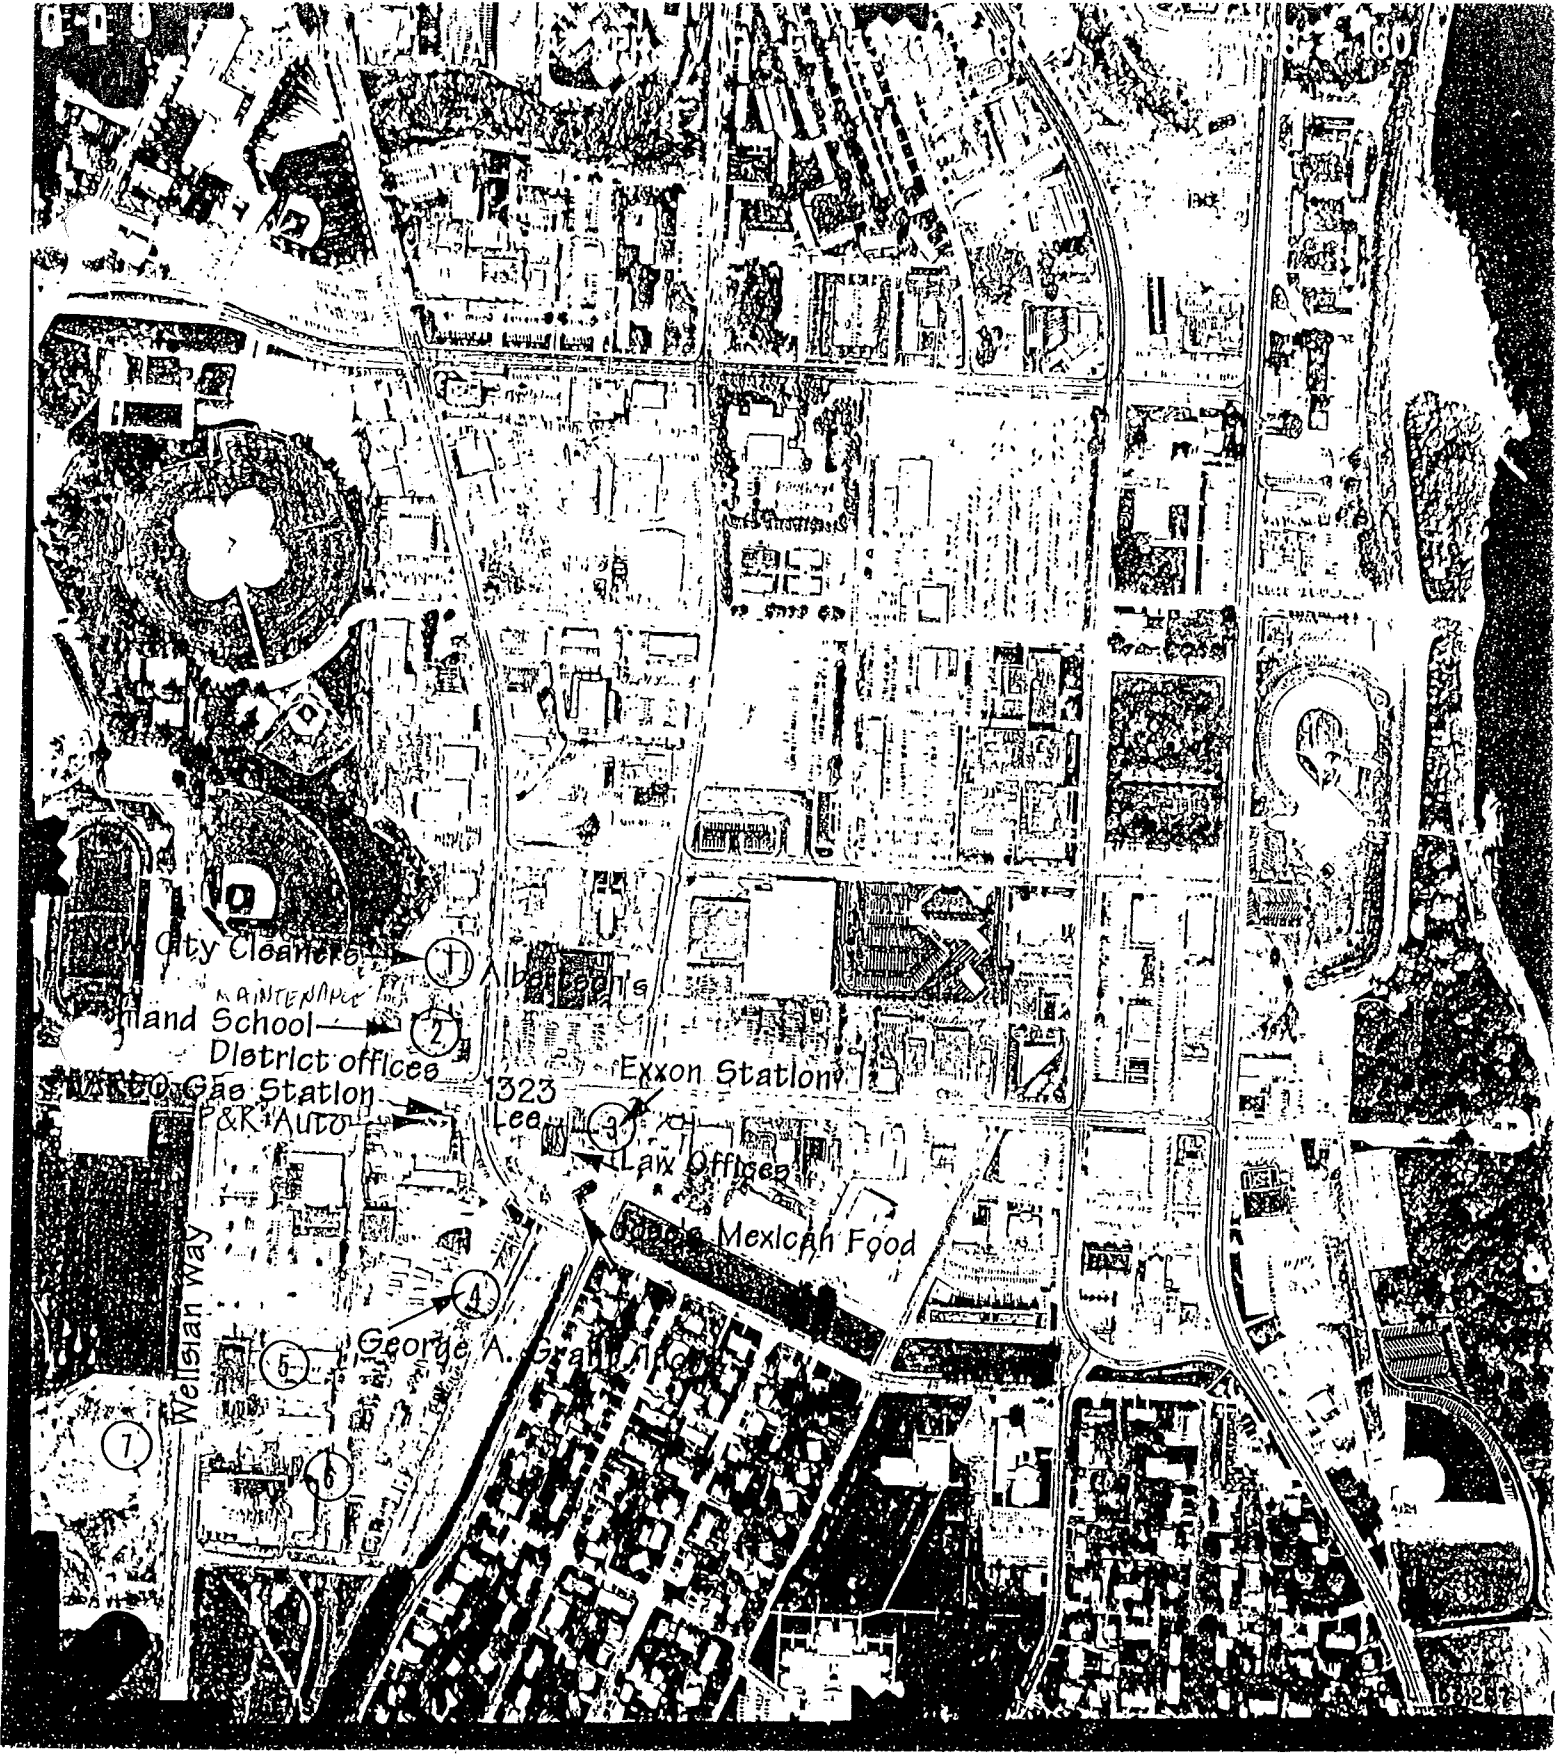 60
City Cleaners
1
Albertson's
MAINTENANCE
School
2
District offices
Exxon Station
Gas Station
1323
P&R Auto
Lee
3
Law Offices
Mexican Food
4
George A.
Wellsian Way
5
7
6